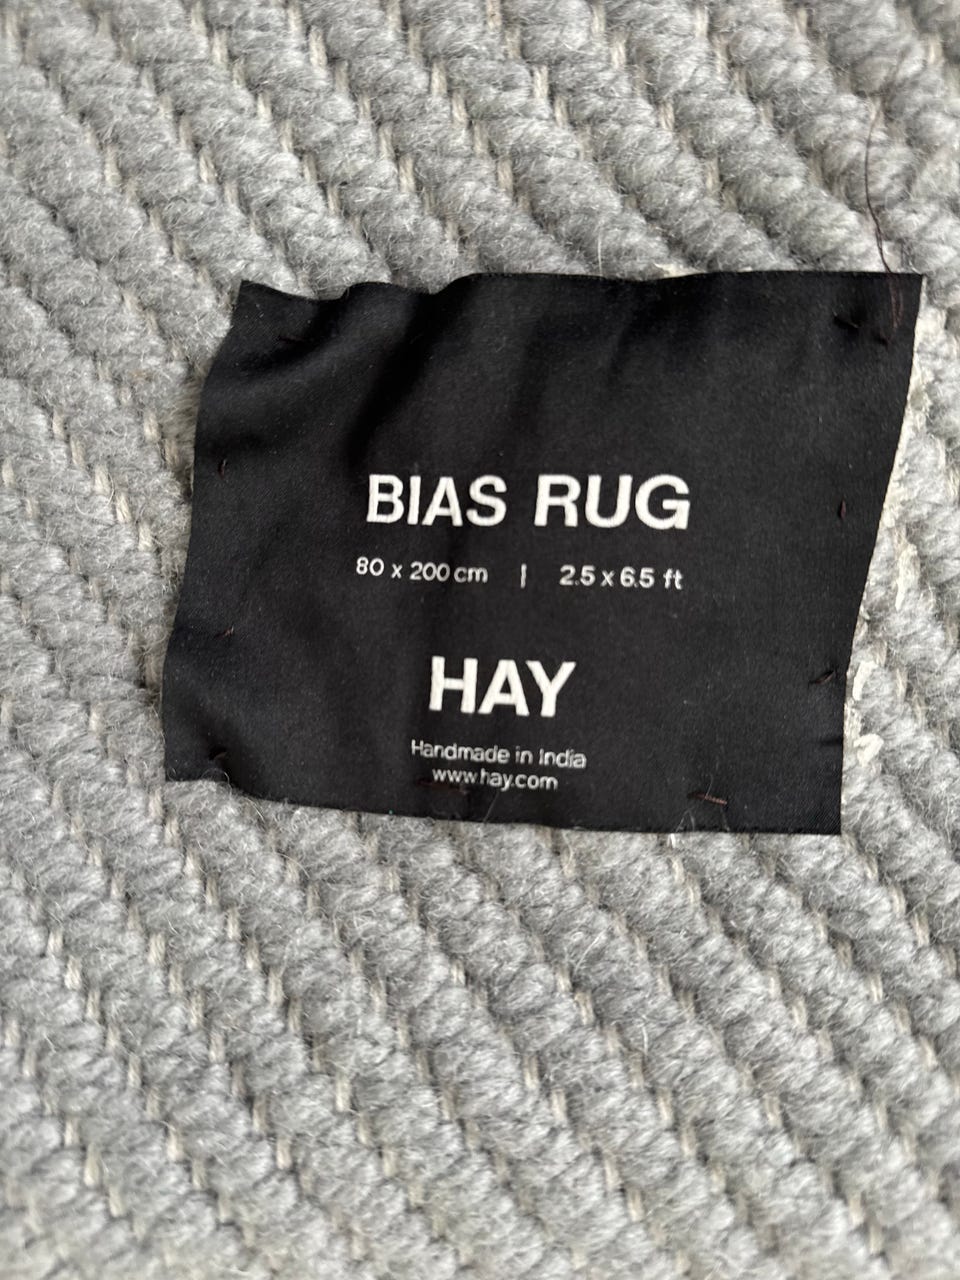 BIAS RUG
80 x 200 cm | 2.5 x 6.5 ft
HAY
Handmade in India
www.hay.com